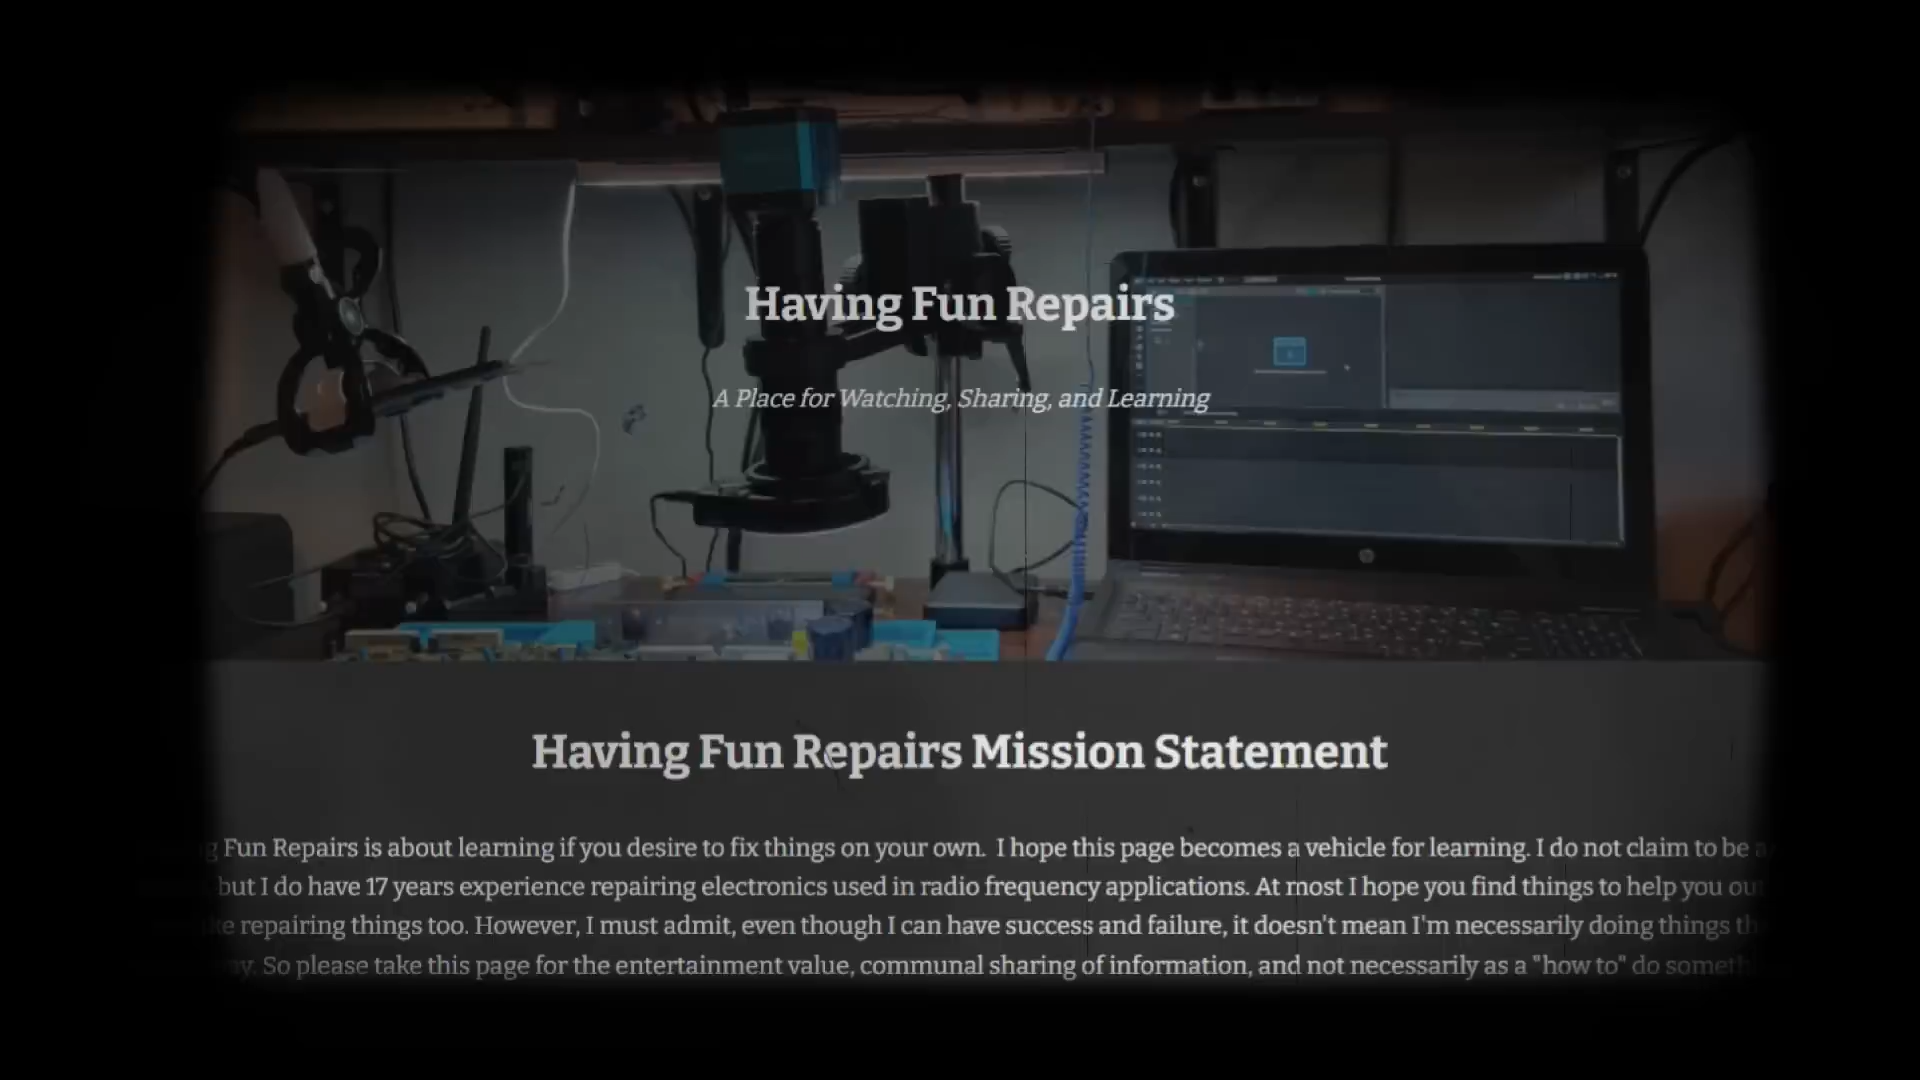 Having Fun Repairs
A Place for Watching, Sharing, and Learning
Having Fun Repairs Mission Statement
Fun Repairs is about learning if you desire to fix things on your own. I hope this page becomes a vehicle for learning. I do not claim to be
but I do have 17 years experience repairing electronics used in radio frequency applications. At most I hope you find things to help you out
repairing things too. However, I must admit, even though I can have success and failure, it doesn't mean I'm necessarily doing things
So please take this page for the entertainment value, communal sharing of information, and not necessarily as a "how to" do